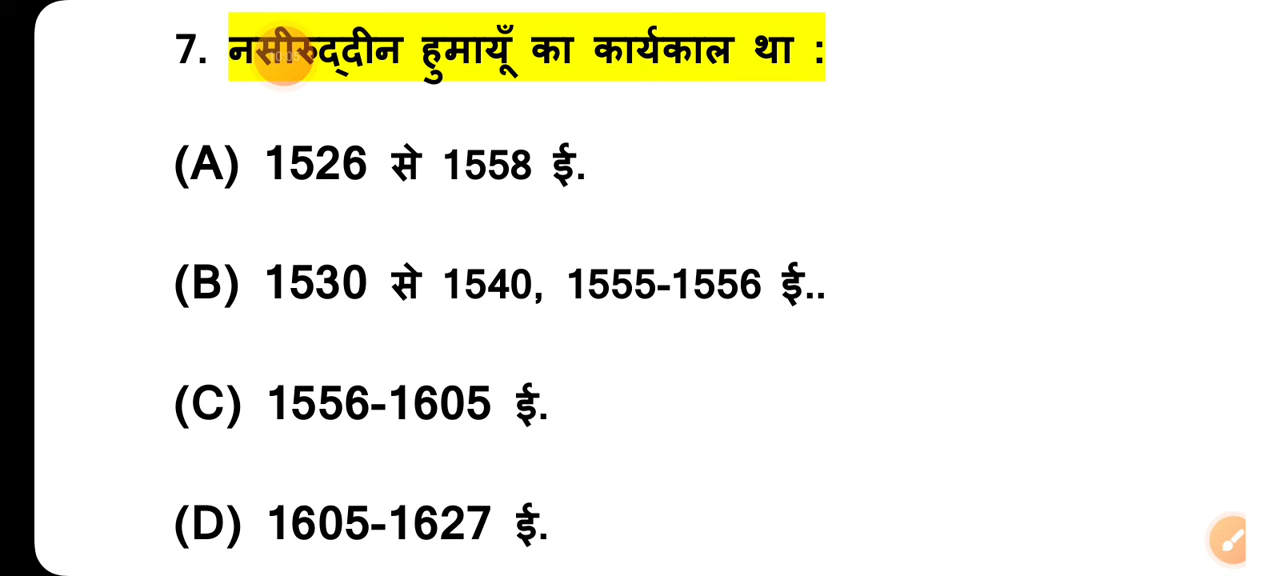 7. नसीरुद्दीन हुमायूँ का कार्यकाल था :
(A) 1526 से 1558 ई.
(B) 1530 से 1540, 1555-1556 ई..
(C) 1556-1605 ई.
(D) 1605-1627 ई.